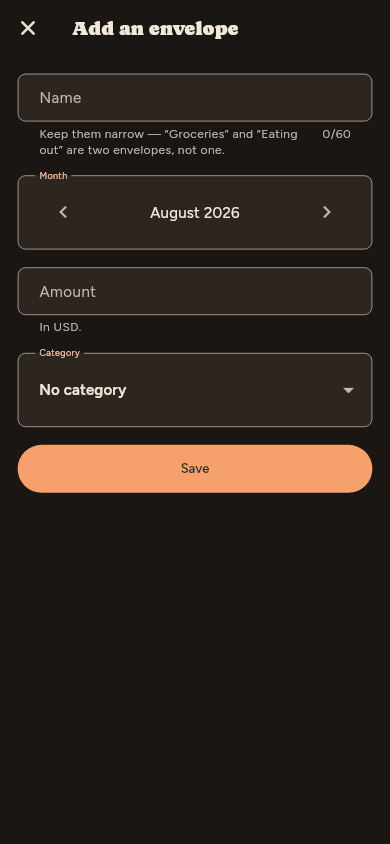 Add an envelope
Name
Keep them narrow — “Groceries” and “Eating 0/60
out” are two envelopes, not one.
Month
August 2026
Amount
In USD.
Category
No category
Save